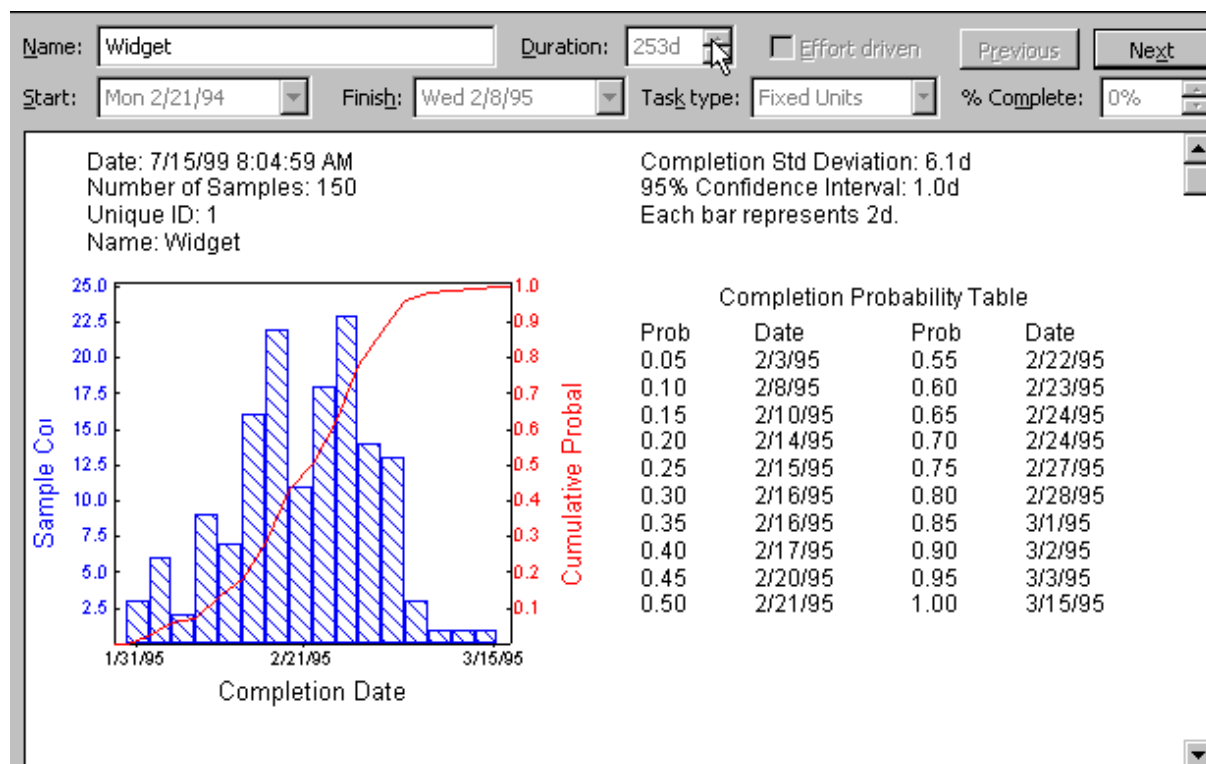 Name: Widget Duration: 253d Effort driven Previous Next
Start: Mon 2/21/94 Finish: Wed 2/8/95 Task type: Fixed Units % Complete: 0%
Date: 7/15/99 8:04:59 AM
Number of Samples: 150
Unique ID: 1
Name: Widget
Completion Std Deviation: 6.1d
95% Confidence Interval: 1.0d
Each bar represents 2d.
25.0
22.5
20.0
17.5
15.0
12.5
10.0
7.5
5.0
2.5
Sample Cou
1.0
0.9
0.8
0.7
0.6
0.5
0.4
0.3
0.2
0.1
Cumulative Probal
1/31/95 2/21/95 3/15/95
Completion Date
Completion Probability Table
Prob Date Prob Date
0.05 2/3/95 0.55 2/22/95
0.10 2/8/95 0.60 2/23/95
0.15 2/10/95 0.65 2/24/95
0.20 2/14/95 0.70 2/24/95
0.25 2/15/95 0.75 2/27/95
0.30 2/16/95 0.80 2/28/95
0.35 2/16/95 0.85 3/1/95
0.40 2/17/95 0.90 3/2/95
0.45 2/20/95 0.95 3/3/95
0.50 2/21/95 1.00 3/15/95